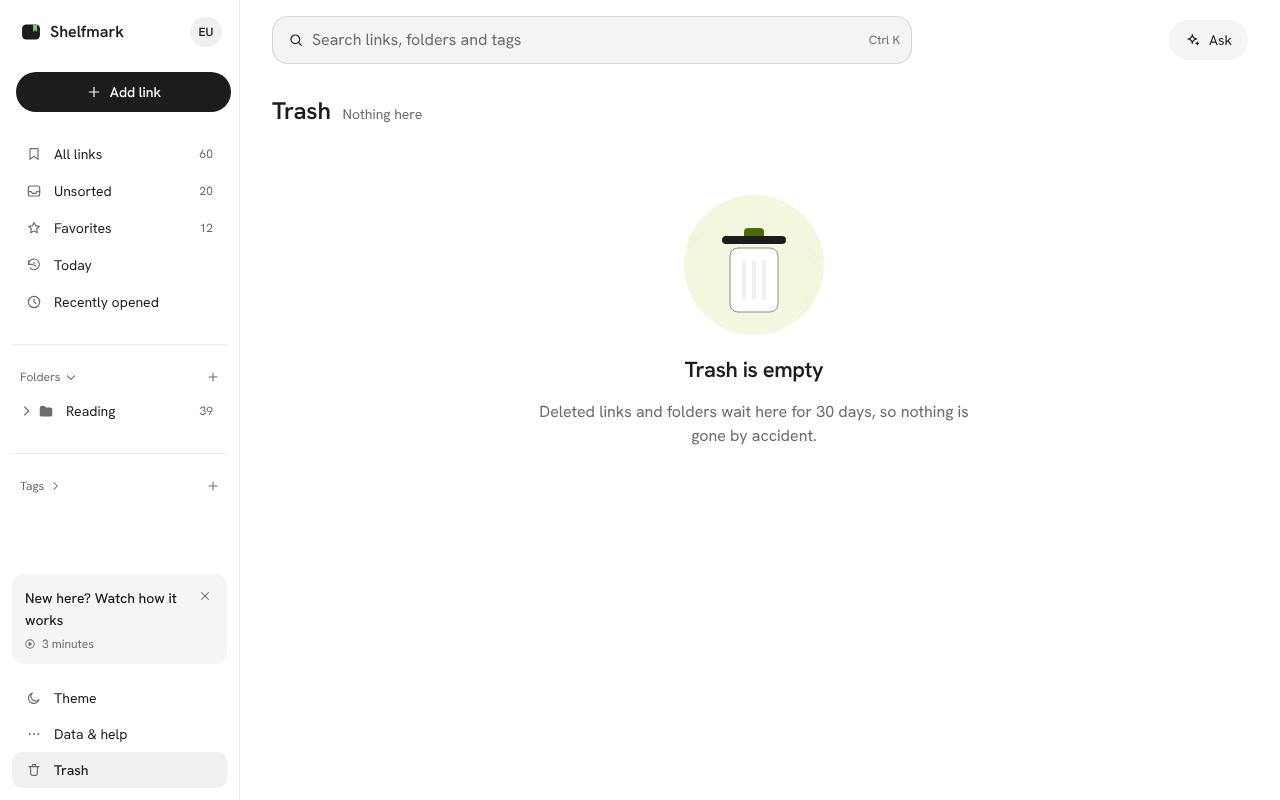 Shelfmark
EU
Add link
All links 60
Unsorted 20
Favorites 12
Today
Recently opened
Folders
Reading 39
Tags
New here? Watch how it
works
3 minutes
Theme
Data & help
Trash
Search links, folders and tags Ctrl K
Ask
Trash Nothing here
Trash is empty
Deleted links and folders wait here for 30 days, so nothing is
gone by accident.